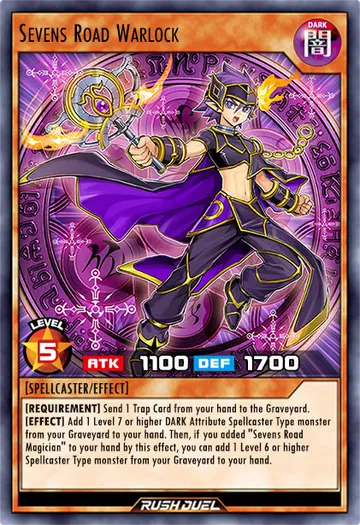 Sevens Road Warlock
DARK
闇
LEVEL
5
ATK 1100 DEF 1700
[SPELLCASTER/EFFECT]
[REQUIREMENT] Send 1 Trap Card from your hand to the Graveyard.
[EFFECT] Add 1 Level 7 or higher DARK Attribute Spellcaster Type monster
from your Graveyard to your hand. Then, if you added "Sevens Road
Magician" to your hand by this effect, you can add 1 Level 6 or higher
Spellcaster Type monster from your Graveyard to your hand.
RUSH DUEL